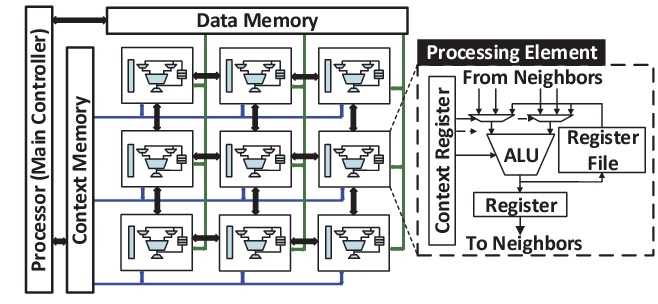 Processor (Main Controller)
Context Memory
Data Memory
Processing Element
From Neighbors
Context Register
ALU
Register
File
Register
To Neighbors